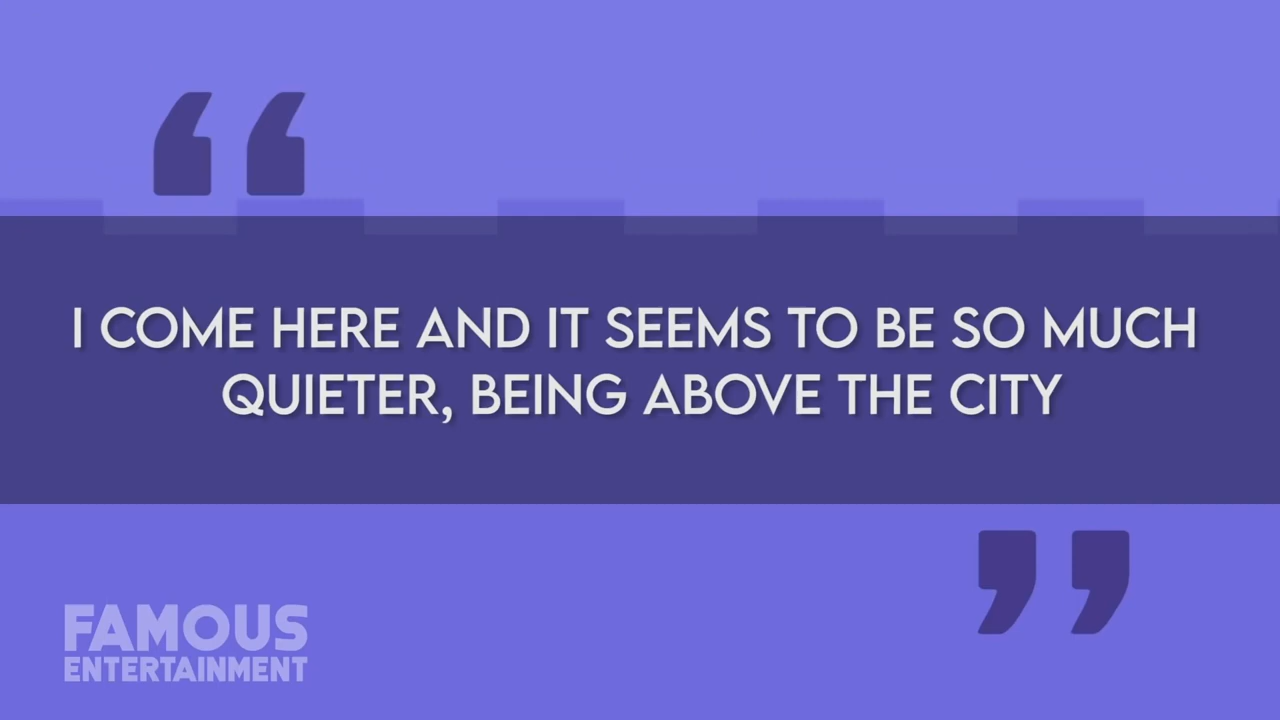 I COME HERE AND IT SEEMS TO BE SO MUCH
QUIETER, BEING ABOVE THE CITY
FAMOUS
ENTERTAINMENT